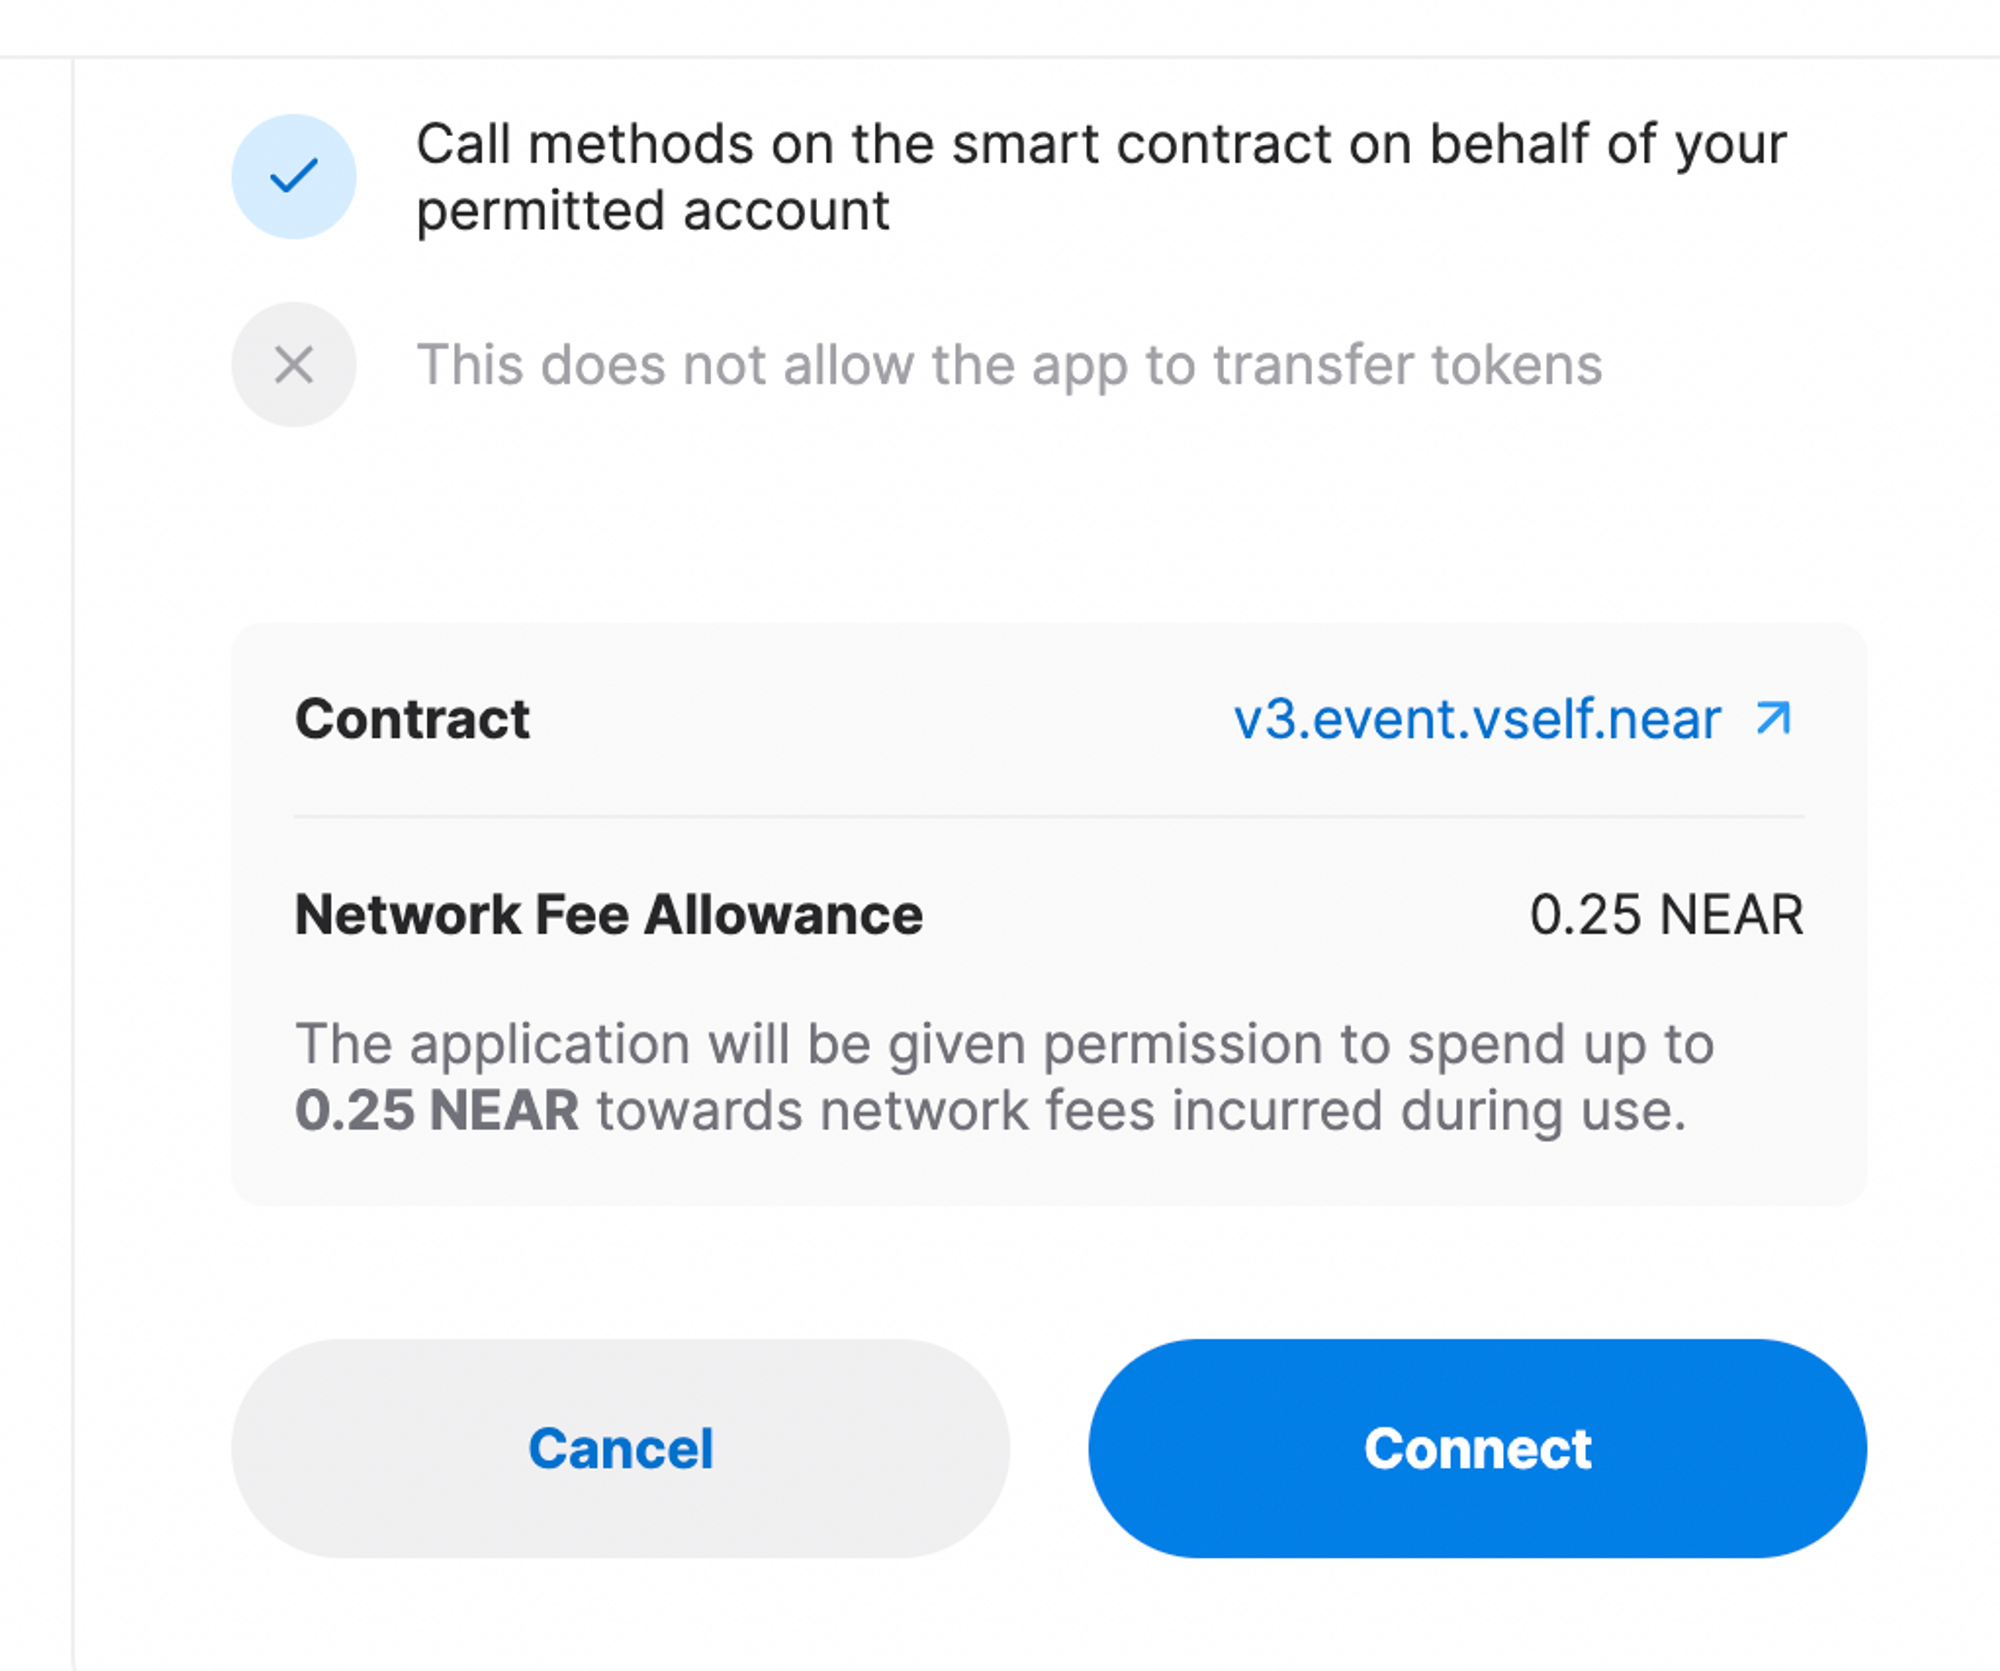 Call methods on the smart contract on behalf of your
permitted account
This does not allow the app to transfer tokens
Contract v3.event.vself.near
Network Fee Allowance 0.25 NEAR
The application will be given permission to spend up to
0.25 NEAR towards network fees incurred during use.
Cancel Connect